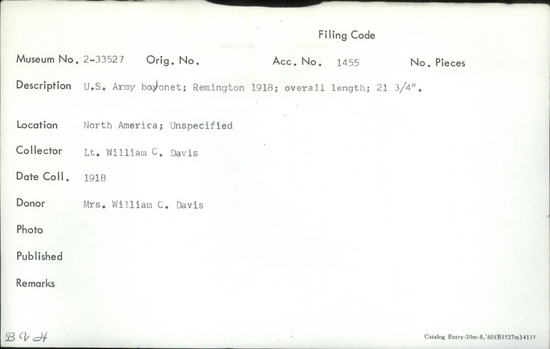 Filing Code
Museum No. 2-33527 Orig. No. Acc. No. 1455 No. Pieces
Description U.S. Army bayonet; Remington 1918; overall length; 21 3/4".
Location North America; Unspecified
Collector Lt. William C. Davis
Date Coll. 1918
Donor Mrs. William C. Davis
Photo
Published
Remarks
B V H
Catalog Entry-20m-8,'60(B3527m)4135